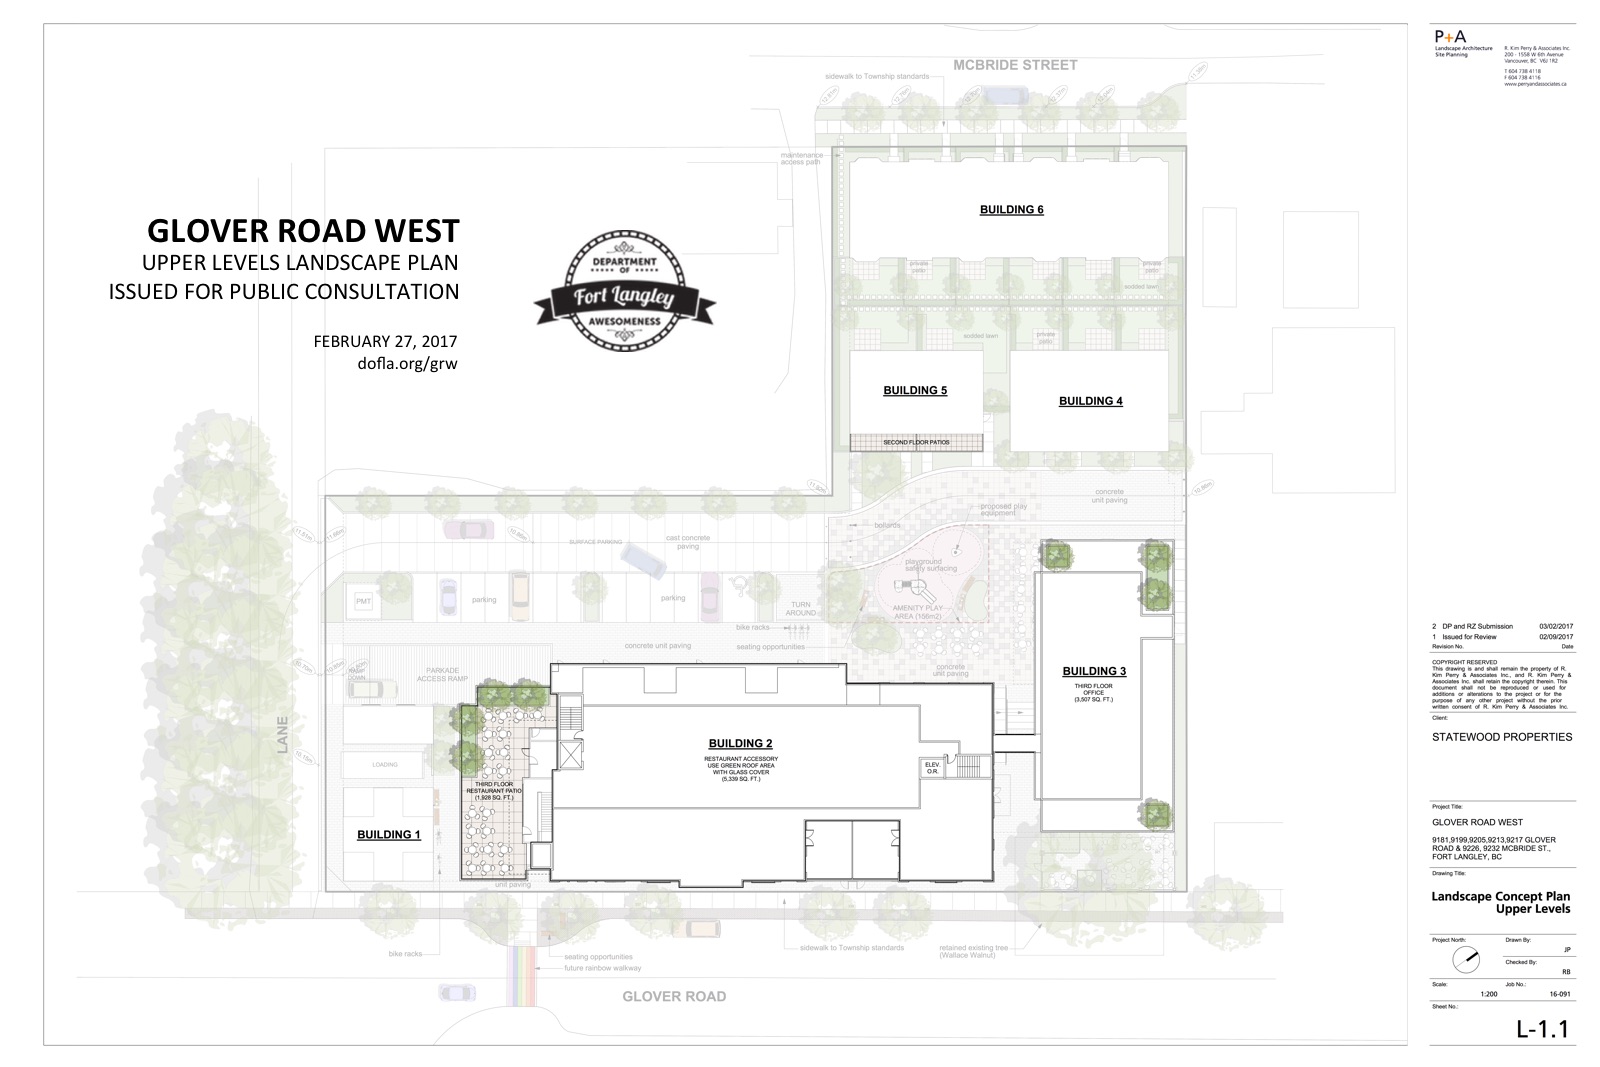 GLOVER ROAD WEST
UPPER LEVELS LANDSCAPE PLAN
ISSUED FOR PUBLIC CONSULTATION
FEBRUARY 27, 2017
dofla.org/grw
DEPARTMENT
OF
Fort Langley
AWESOMENESS
MCBRIDE STREET
sidewalk to Township standards
maintenance
access path
BUILDING 6
private
patio
private
patio
sodded lawn
sodded lawn
private
patio
BUILDING 5
BUILDING 4
SECOND FLOOR PATIOS
concrete
unit paving
proposed play
equipment
bollards
SURFACE PARKING
cast concrete
paving
playground
safety surfacing
PMT
parking
parking
TURN
AROUND
AMENITY PLAY
AREA (156m2)
bike racks
concrete unit paving
seating opportunities
concrete
unit paving
RAMP
DOWN
PARKADE
ACCESS RAMP
BUILDING 3
THIRD FLOOR
OFFICE
(3,507 SQ. FT.)
LANE
BUILDING 2
RESTAURANT ACCESSORY
USE GREEN ROOF AREA
WITH GLASS COVER
(5,339 SQ. FT.)
ELEV.
O.R.
LOADING
THIRD FLOOR
RESTAURANT PATIO
(1,928 SQ. FT.)
BUILDING 1
unit paving
bike racks
seating opportunities
future rainbow walkway
sidewalk to Township standards
retained existing tree
(Wallace Walnut)
GLOVER ROAD
P+A
Landscape Architecture
Site Planning
R. Kim Perry & Associates Inc.
200 - 1558 W 6th Avenue
Vancouver, BC V6J 1R2
T 604 738 4118
F 604 738 4116
www.perryandassociates.ca
2 DP and RZ Submission 03/02/2017
1 Issued for Review 02/09/2017
Revision No. Date
COPYRIGHT RESERVED
This drawing is and shall remain the property of R.
Kim Perry & Associates Inc., and R. Kim Perry &
Associates Inc. shall retain the copyright therein. This
document shall not be reproduced or used for
additions or alterations to the project or for the
purpose of any other project without the prior
written consent of R. Kim Perry & Associates Inc.
Client:
STATEWOOD PROPERTIES
Project Title:
GLOVER ROAD WEST
9181,9199,9205,9213,9217 GLOVER
ROAD & 9226, 9232 MCBRIDE ST.,
FORT LANGLEY, BC
Drawing Title:
Landscape Concept Plan
Upper Levels
Project North:
Drawn By:
JP
Checked By:
RB
Scale:
1:200
Job No.:
16-091
Sheet No.:
L-1.1